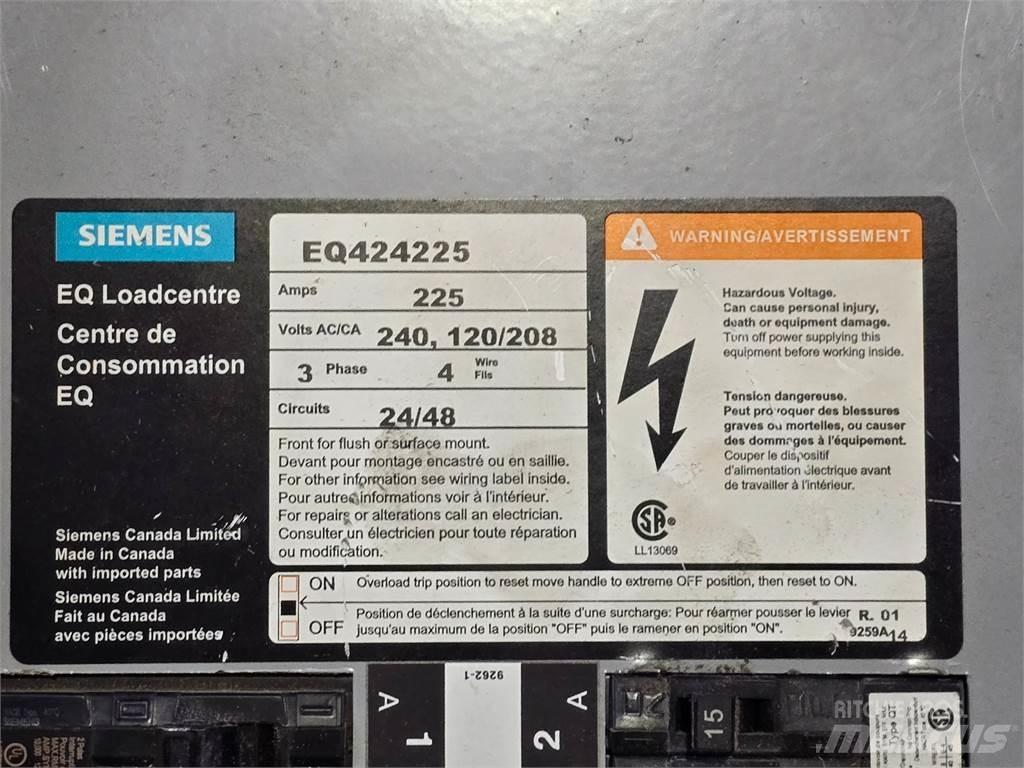 SIEMENS
EQ Loadcentre
Centre de
Consommation
EQ
Siemens Canada Limited
Made in Canada
with imported parts
Siemens Canada Limitée
Fait au Canada
avec pièces importées
EQ424225
Amps 225
Volts AC/CA 240, 120/208
3 Phase 4 Wire
Fils
Circuits 24/48
Front for flush or surface mount.
Devant pour montage encastré ou en saillie.
For other information see wiring label inside.
Pour autres informations voir à l'intérieur.
For repairs or alterations call an electrician.
Consulter un électricien pour toute réparation
ou modification.
WARNING/AVERTISSEMENT
Hazardous Voltage.
Can cause personal injury,
death or equipment damage.
Turn off power supplying this
equipment before working inside.
Tension dangereuse.
Peut provoquer des blessures
graves ou mortelles, ou causer
des dommages à l'équipement.
Couper le dispositif
d'alimentation électrique avant
de travailler à l'intérieur.
LL13069
ON Overload trip position to reset move handle to extreme OFF position, then reset to ON.
Position de déclenchement à la suite d'une surcharge: Pour réarmer pousser le levier
OFF jusqu'au maximum de la position "OFF" puis le ramener en position "ON".
R. 01
9259A14
9262-1
A
1
A
2
15
SIEMENS
2 Poles
RITCHIE
MASCUS